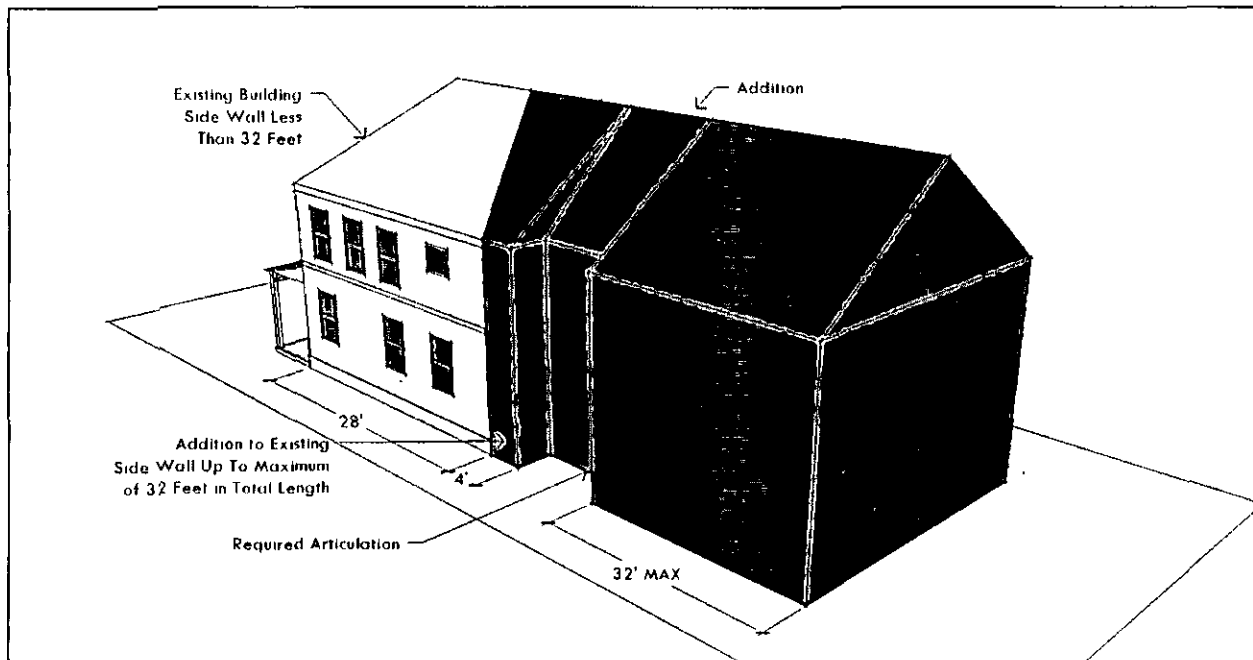 Existing Building
Side Wall Less
Than 32 Feet
Addition
28'
Addition to Existing
Side Wall Up To Maximum
of 32 Feet in Total Length
4'
Required Articulation
32' MAX